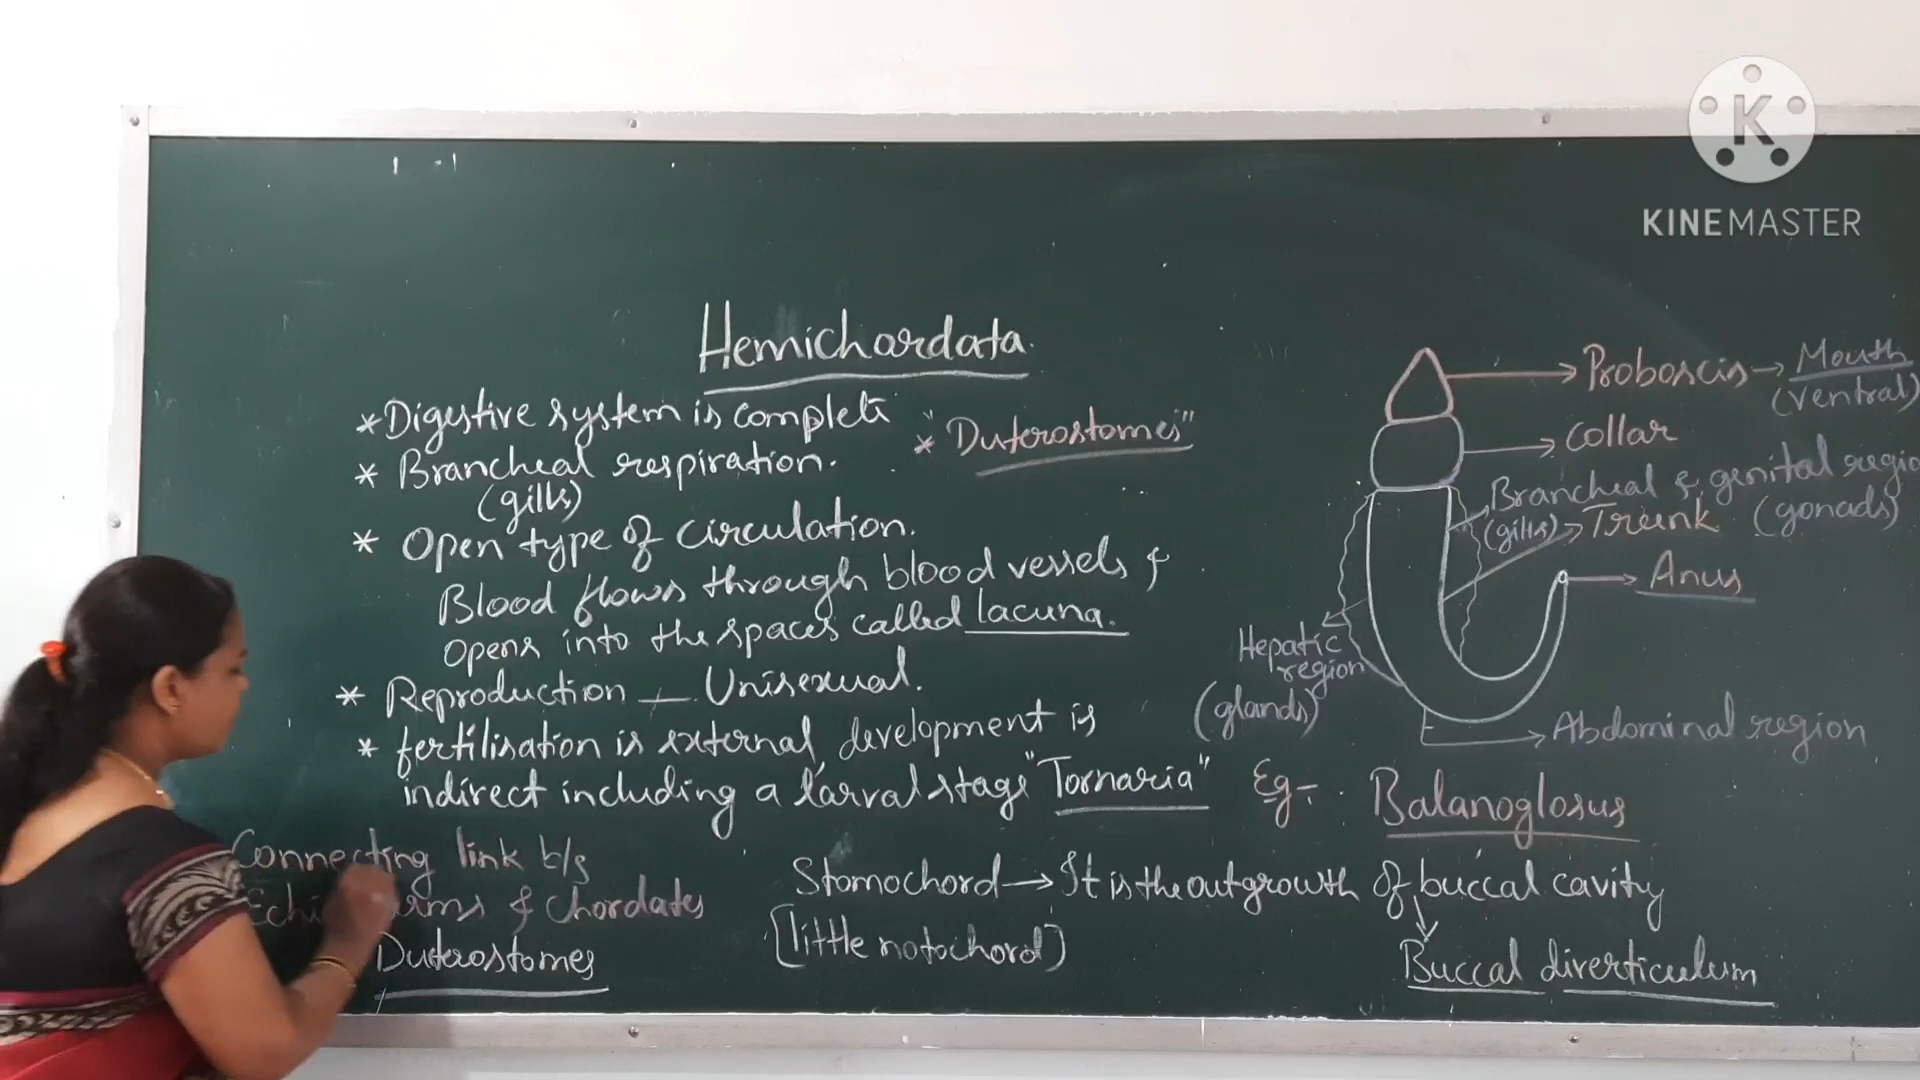 KINEMASTER
Hemichordata
* Digestive system is complete
* "Duterostomes"
* Brancheal respiration.
(gills)
* Open type of circulation.
Blood flows through blood vessels &
opens into the spaces called lacuna.
* Reproduction — Unisexual.
* fertilisation is external, development is
indirect including a larval stage "Tornaria"
Connecting link b/g
& Chordates
Duterostomes
Stomochord → It is the outgrowth of buccal cavity
[little notochord]
Buccal diverticulum
Proboscis → Mouth
(ventral)
Collar
Brancheal & genital regio
(gills) → Trunk (gonads)
Anus
Hepatic
region
(glands)
Abdominal region
Eg:- Balanoglosus